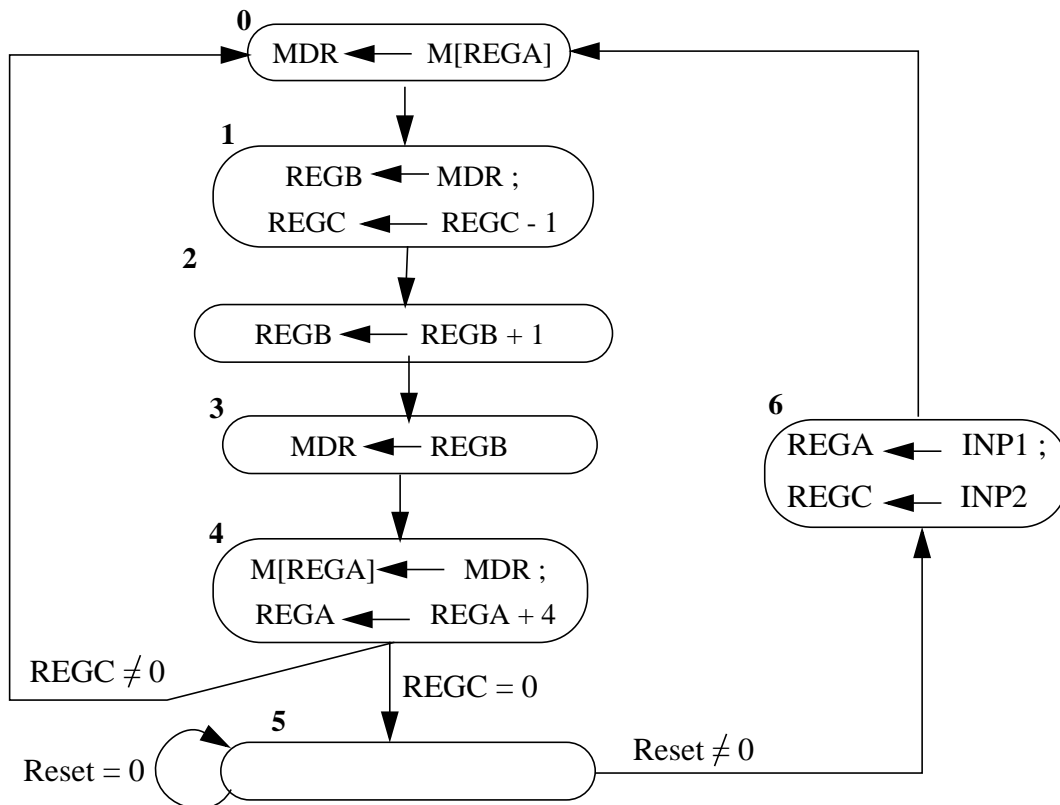 0
MDR ← M[REGA]
1
REGB ← MDR ;
REGC ← REGC - 1
2
REGB ← REGB + 1
3
MDR ← REGB
4
M[REGA] ← MDR ;
REGA ← REGA + 4
REGC ≠ 0
REGC = 0
5
Reset = 0
Reset ≠ 0
6
REGA ← INP1 ;
REGC ← INP2